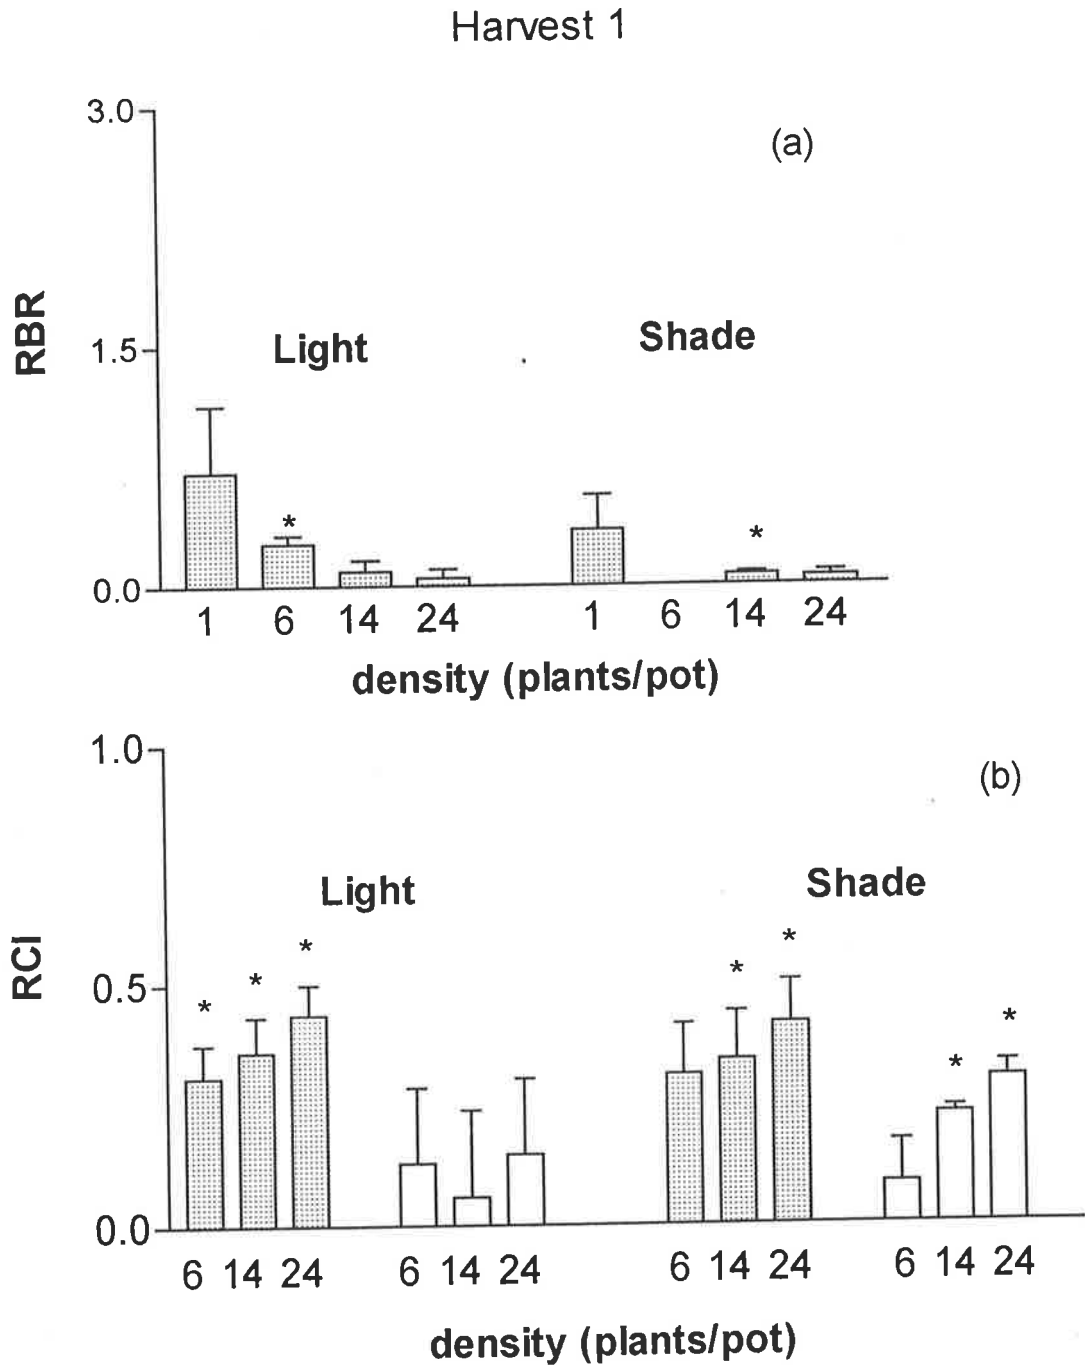 Harvest 1
3.0
(a)
RBR
1.5
Light
Shade
*
*
0.0
1 6 14 24 1 6 14 24
density (plants/pot)
1.0
(b)
Light
Shade
RCI
0.5
* * * * * * *
0.0
6 14 24 6 14 24 6 14 24 6 14 24
density (plants/pot)